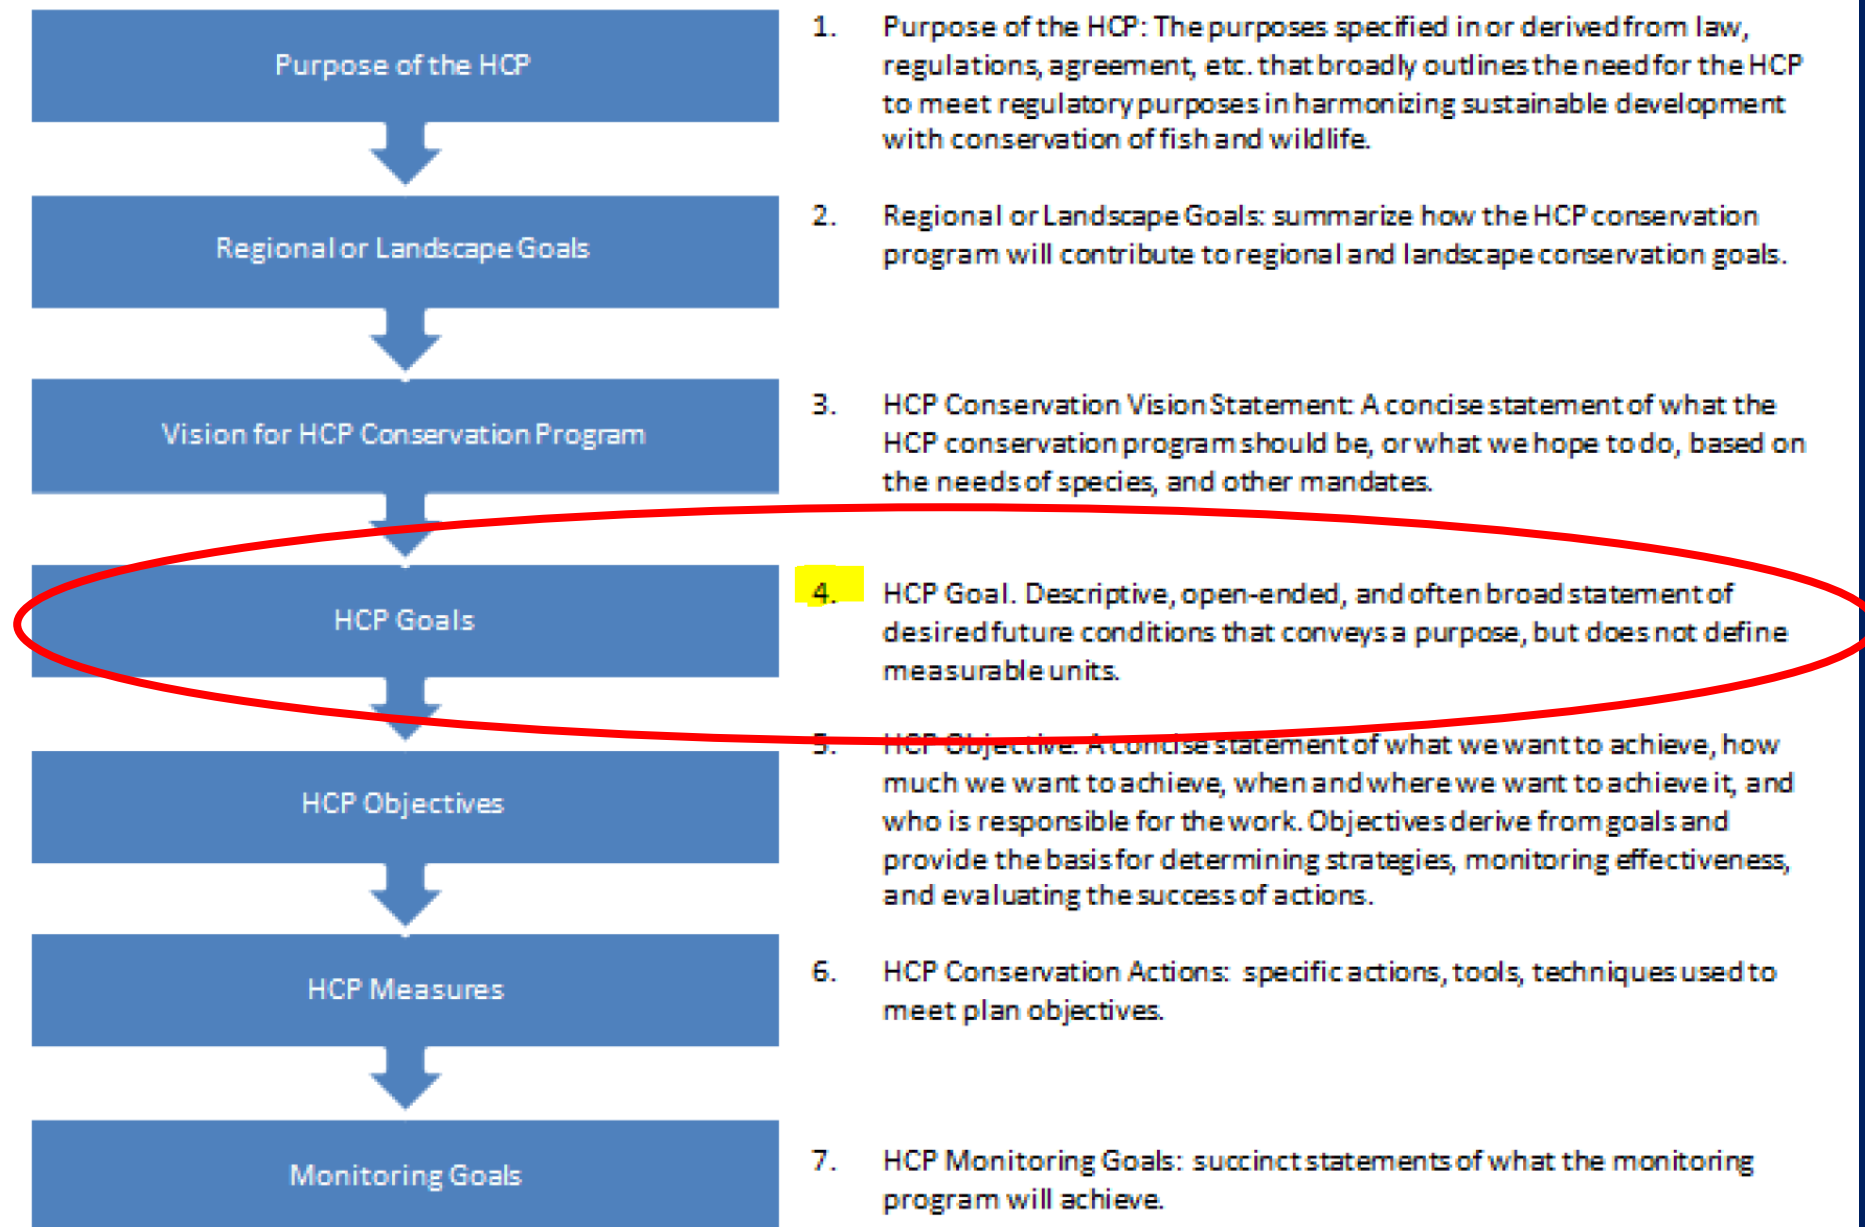 Purpose of the HCP
1. Purpose of the HCP: The purposes specified in or derived from law,
regulations, agreement, etc. that broadly outlines the need for the HCP
to meet regulatory purposes in harmonizing sustainable development
with conservation of fish and wildlife.
Regional or Landscape Goals
2. Regional or Landscape Goals: summarize how the HCP conservation
program will contribute to regional and landscape conservation goals.
Vision for HCP Conservation Program
3. HCP Conservation Vision Statement: A concise statement of what the
HCP conservation program should be, or what we hope to do, based on
the needs of species, and other mandates.
HCP Goals
4. HCP Goal. Descriptive, open-ended, and often broad statement of
desired future conditions that conveys a purpose, but does not define
measurable units.
HCP Objectives
5. HCP Objective: A concise statement of what we want to achieve, how
much we want to achieve, when and where we want to achieve it, and
who is responsible for the work. Objectives derive from goals and
provide the basis for determining strategies, monitoring effectiveness,
and evaluating the success of actions.
HCP Measures
6. HCP Conservation Actions: specific actions, tools, techniques used to
meet plan objectives.
Monitoring Goals
7. HCP Monitoring Goals: succinct statements of what the monitoring
program will achieve.